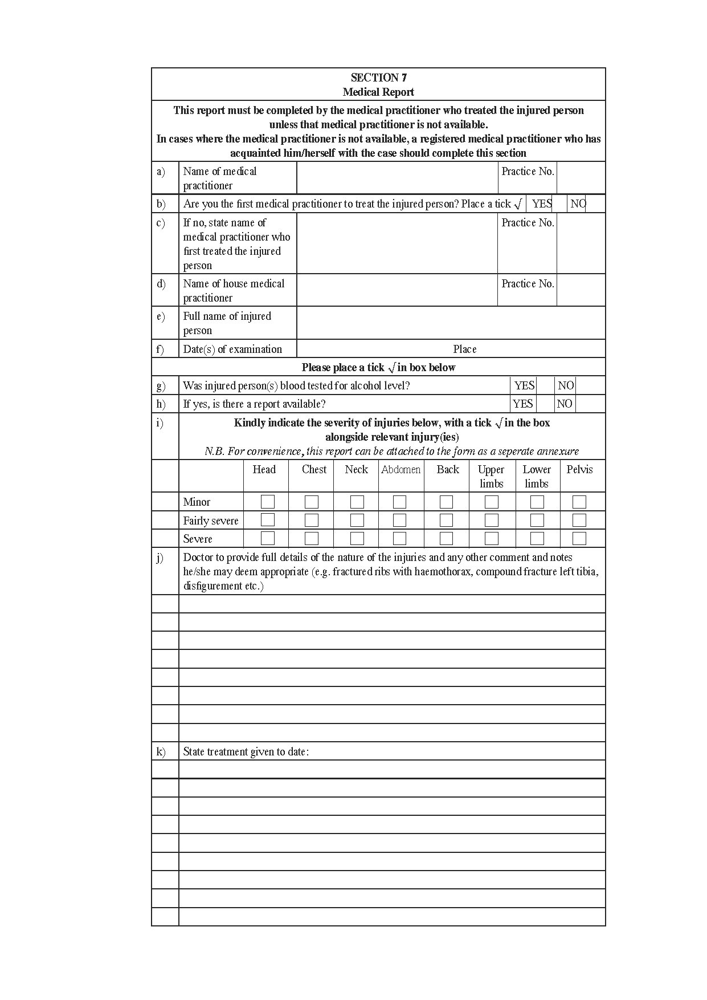 SECTION 7
Medical Report
This report must be completed by the medical practitioner who treated the injured person
unless that medical practitioner is not available.
In cases where the medical practitioner is not available, a registered medical practitioner who has
acquainted him/herself with the case should complete this section
a) Name of medical Practice No.
practitioner
b) Are you the first medical practitioner to treat the injured person? Place a tick √ YES NO
c) If no, state name of Practice No.
medical practitioner who
first treated the injured
person
d) Name of house medical Practice No.
practitioner
e) Full name of injured
person
f) Date(s) of examination Place
Please place a tick √ in box below
g) Was injured person(s) blood tested for alcohol level? YES NO
h) If yes, is there a report available? YES NO
i) Kindly indicate the severity of injuries below, with a tick √ in the box
alongside relevant injury(ies)
N.B. For convenience, this report can be attached to the form as a seperate annexure
Head Chest Neck Abdomen Back Upper Lower Pelvis
limbs limbs
Minor
Fairly severe
Severe
j) Doctor to provide full details of the nature of the injuries and any other comment and notes
he/she may deem appropriate (e.g. fractured ribs with haemothorax, compound fracture left tibia,
disfigurement etc.)
k) State treatment given to date: